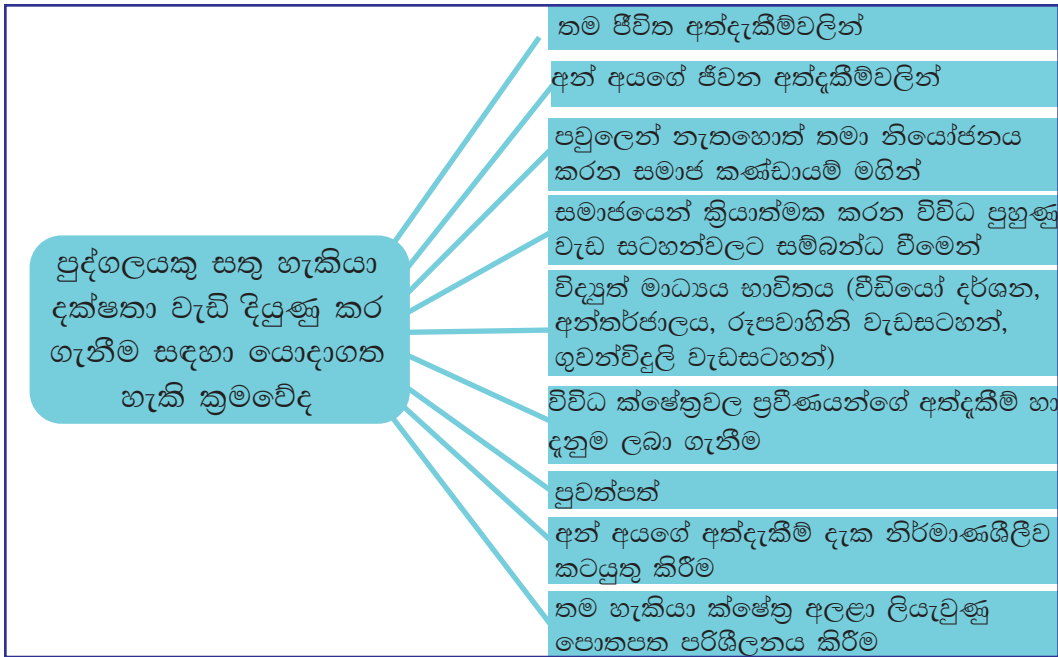 පුද්ගලයකු සතු හැකියා
දක්ෂතා වැඩි දියුණු කර
ගැනීම සඳහා යොදාගත
හැකි ක්‍රමවේද
තම ජීවිත අත්දැකීම්වලින්
අන් අයගේ ජීවන අත්දැකීම්වලින්
පවුලෙන් නැතහොත් තමා නියෝජනය
කරන සමාජ කණ්ඩායම් මගින්
සමාජයෙන් ක්‍රියාත්මක කරන විවිධ පුහුණු
වැඩ සටහන්වලට සම්බන්ධ වීමෙන්
විද්‍යුත් මාධ්‍යය භාවිතය (වීඩියෝ දර්ශන,
අන්තර්ජාලය, රූපවාහිනි වැඩසටහන්,
ගුවන්විදුලි වැඩසටහන්)
විවිධ ක්ෂේත්‍රවල ප්‍රවීණයන්ගේ අත්දැකීම් හා
දැනුම ලබා ගැනීම
පුවත්පත්
අන් අයගේ අත්දැකීම් දැක නිර්මාණශීලීව
කටයුතු කිරීම
තම හැකියා ක්ෂේත්‍ර අලළා ලියැවුණු
පොතපත පරිශීලනය කිරීම